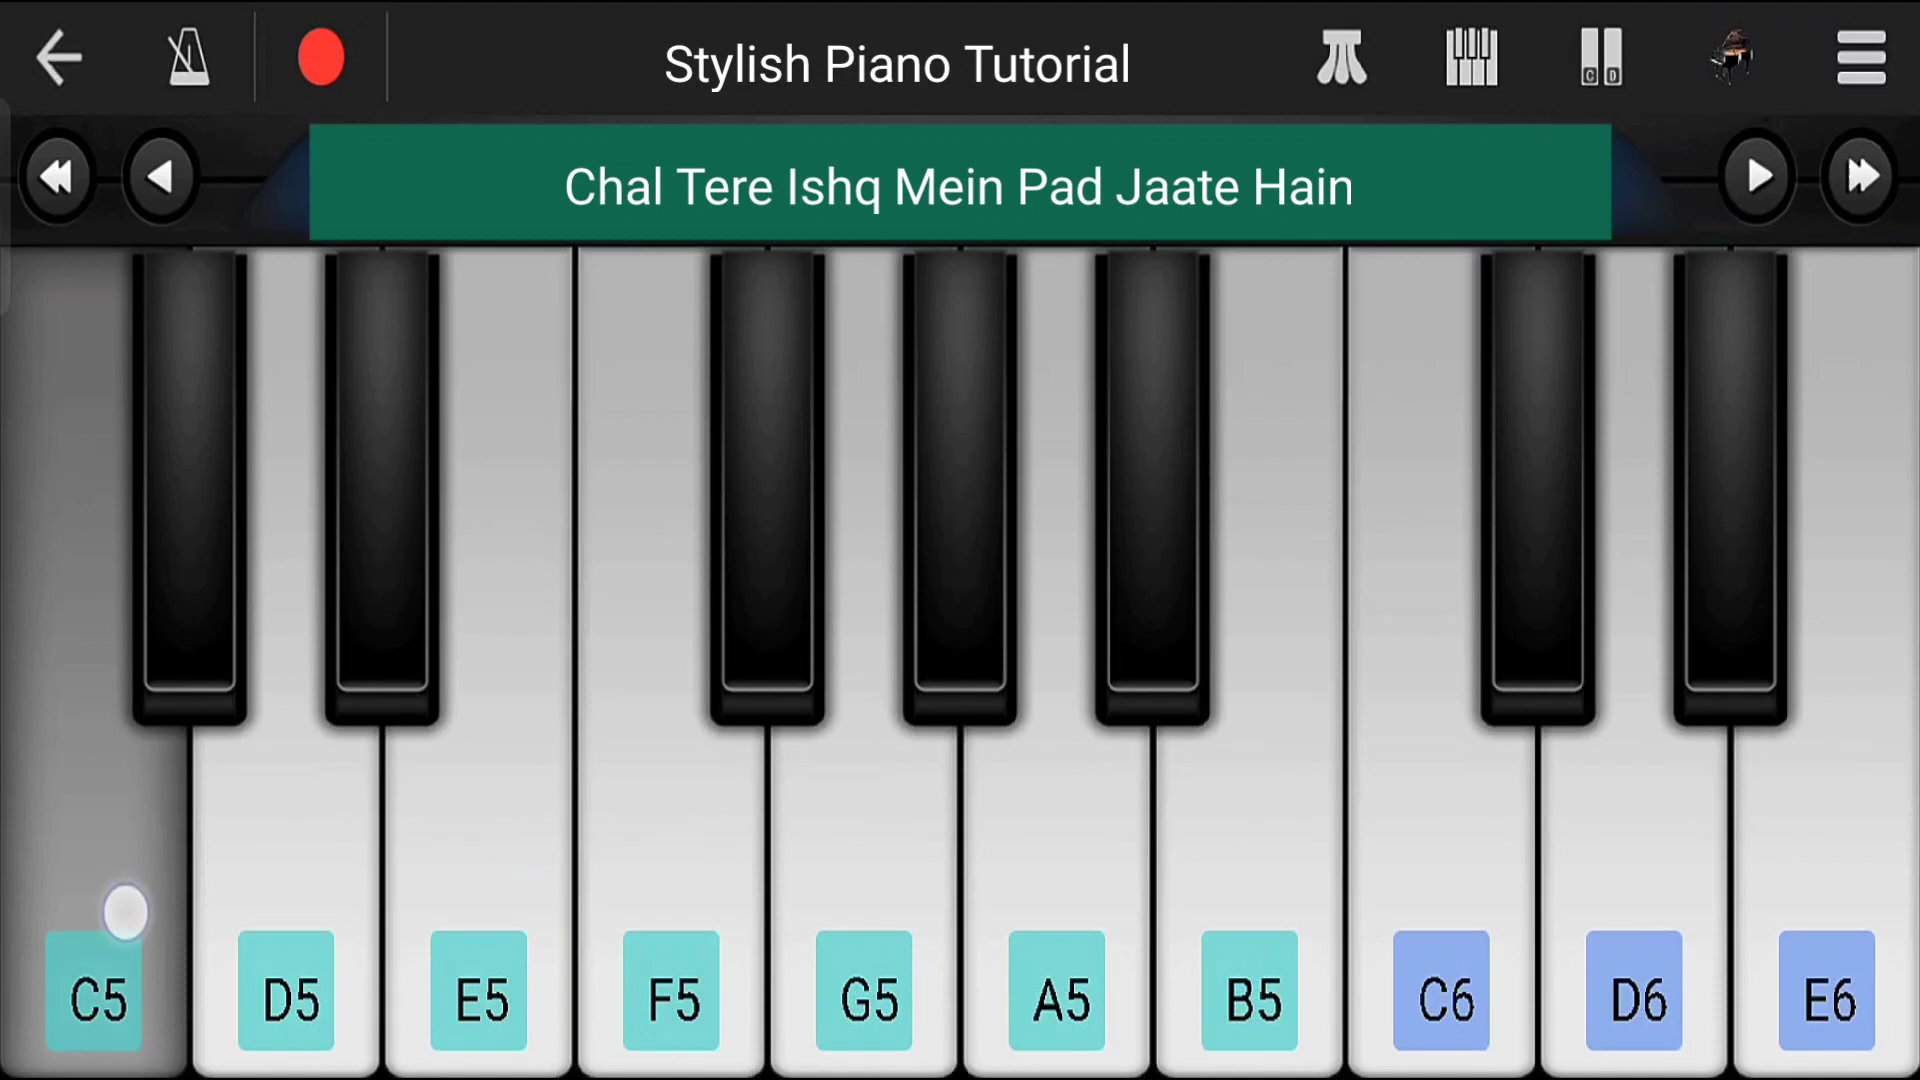 Stylish Piano Tutorial
C D
Chal Tere Ishq Mein Pad Jaate Hain
C5 D5 E5 F5 G5 A5 B5 C6 D6 E6